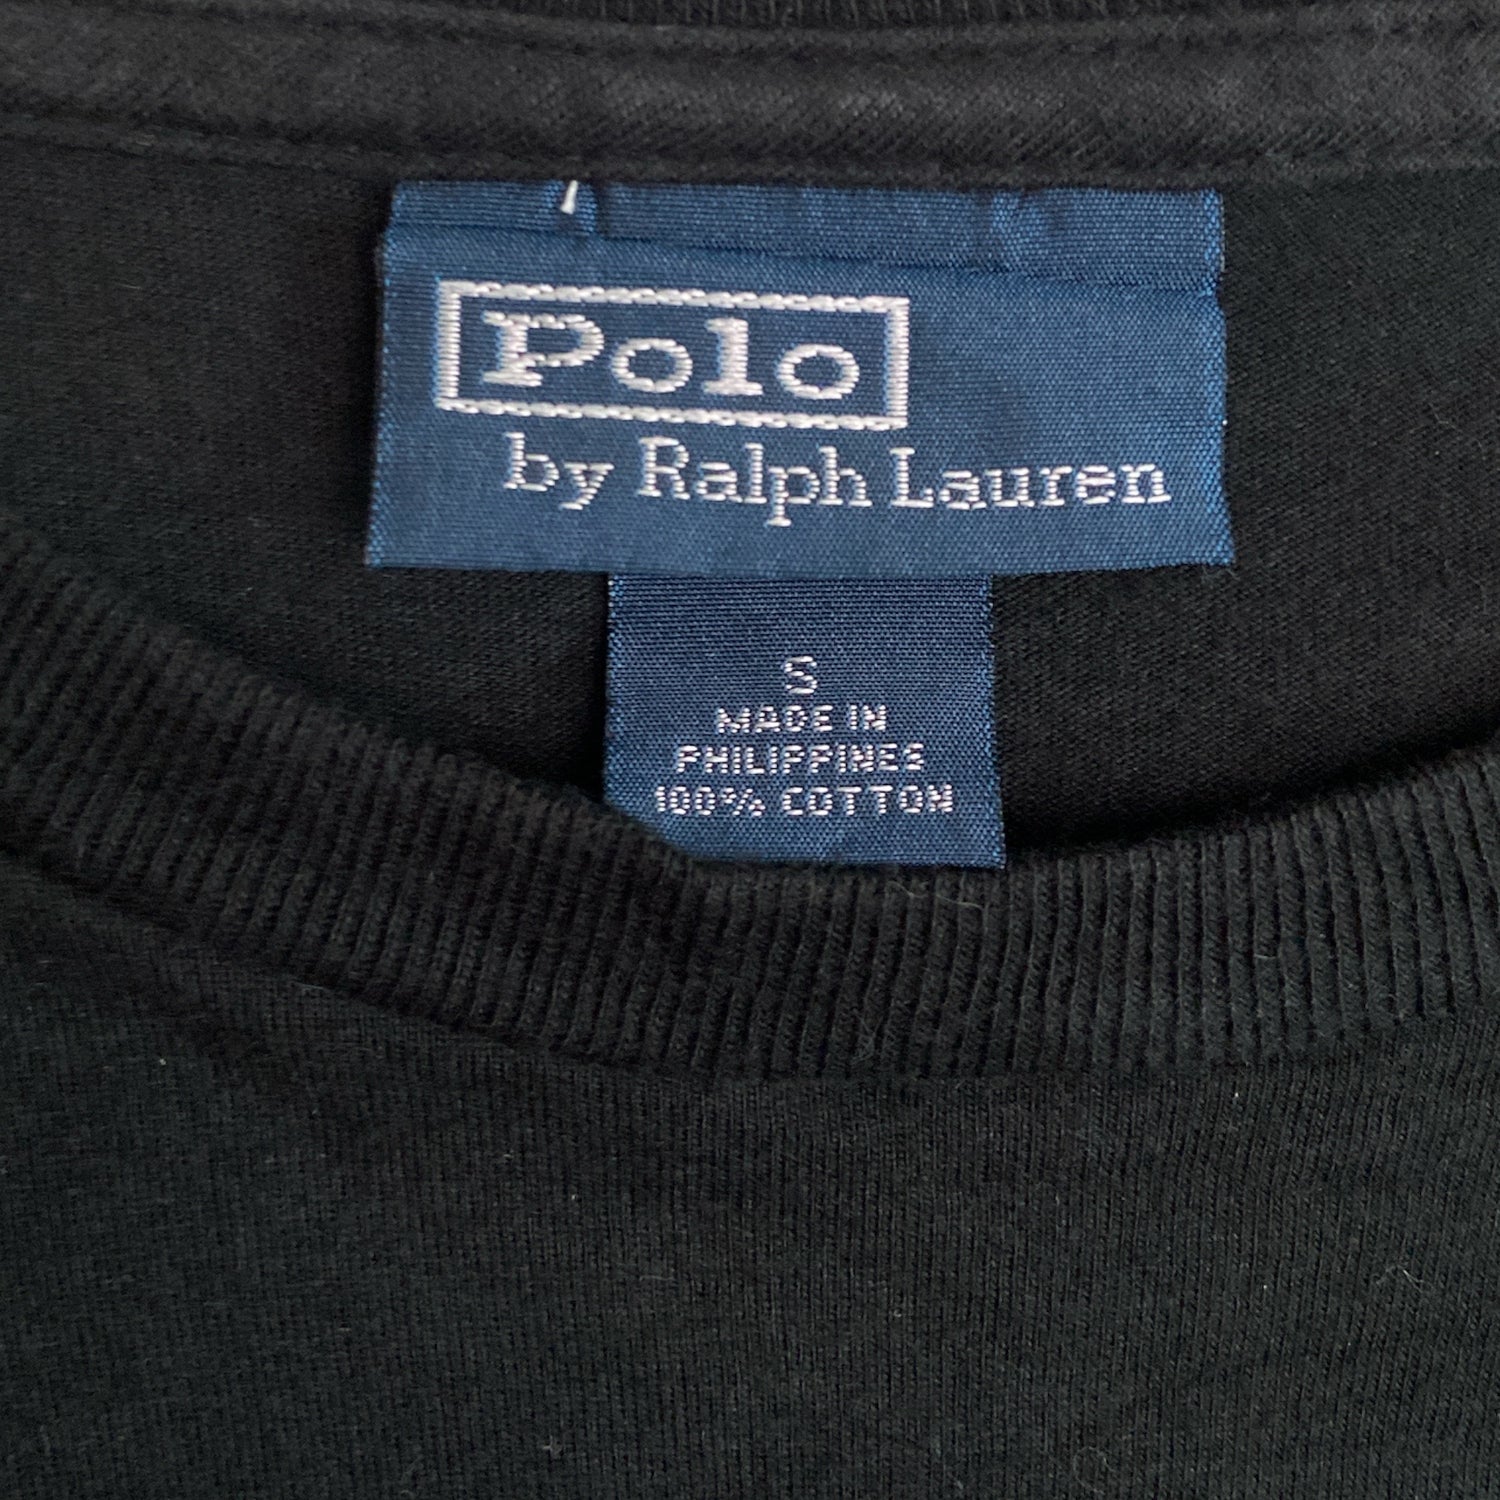 Polo
by Ralph Lauren
S
MADE IN
PHILIPPINES
100% COTTON